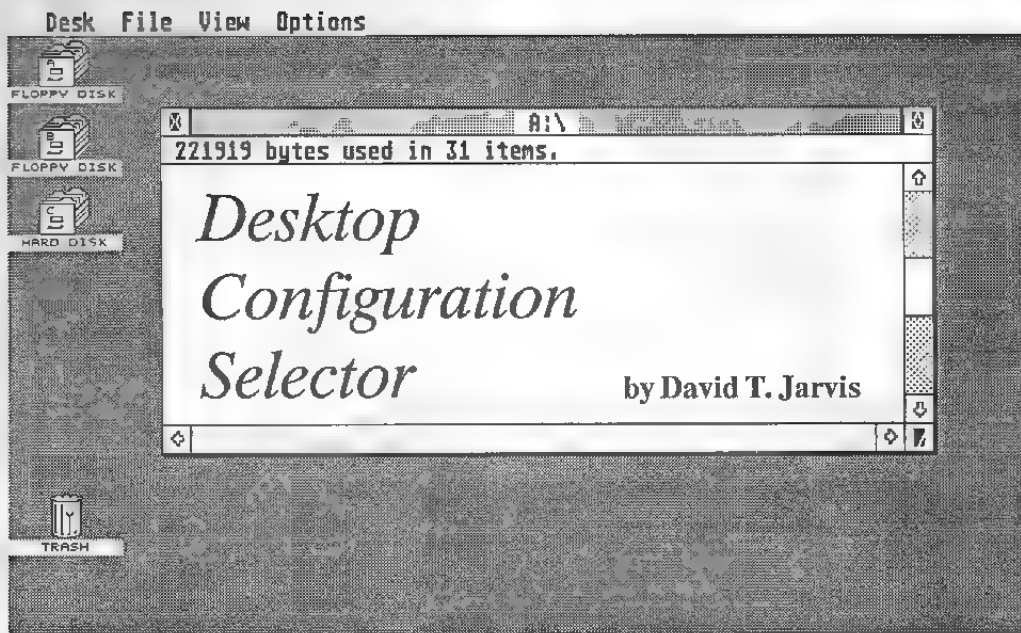 Desk File View Options
A
FLOPPY DISK
B
FLOPPY DISK
C
HARD DISK
A:\
221919 bytes used in 31 items.
Desktop
Configuration
Selector
by David T. Jarvis
TRASH